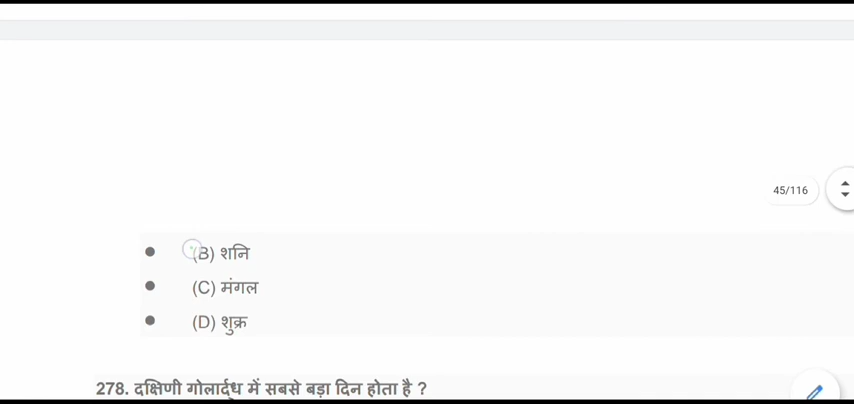 45/116
(B) शनि
(C) मंगल
(D) शुक्र
278. दक्षिणी गोलार्द्ध में सबसे बड़ा दिन होता है ?